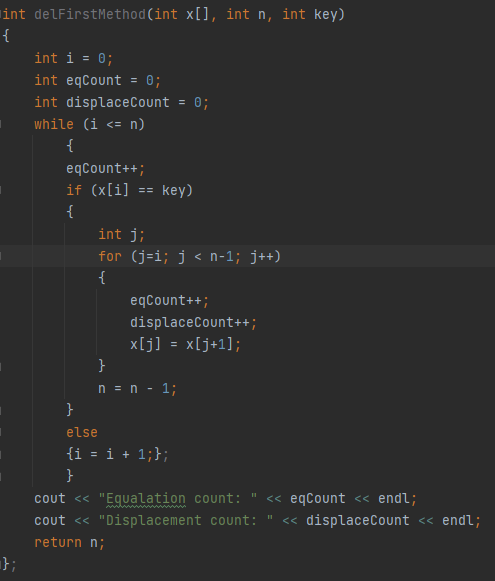 int delFirstMethod(int x[], int n, int key)
{
    int i = 0;
    int eqCount = 0;
    int displaceCount = 0;
    while (i <= n)
        {
        eqCount++;
        if (x[i] == key)
        {
            int j;
            for (j=i; j < n-1; j++)
            {
                eqCount++;
                displaceCount++;
                x[j] = x[j+1];
            }
            n = n - 1;
        }
        else
        {i = i + 1;};
        }
    cout << "Equalation count: " << eqCount << endl;
    cout << "Displacement count: " << displaceCount << endl;
    return n;
};